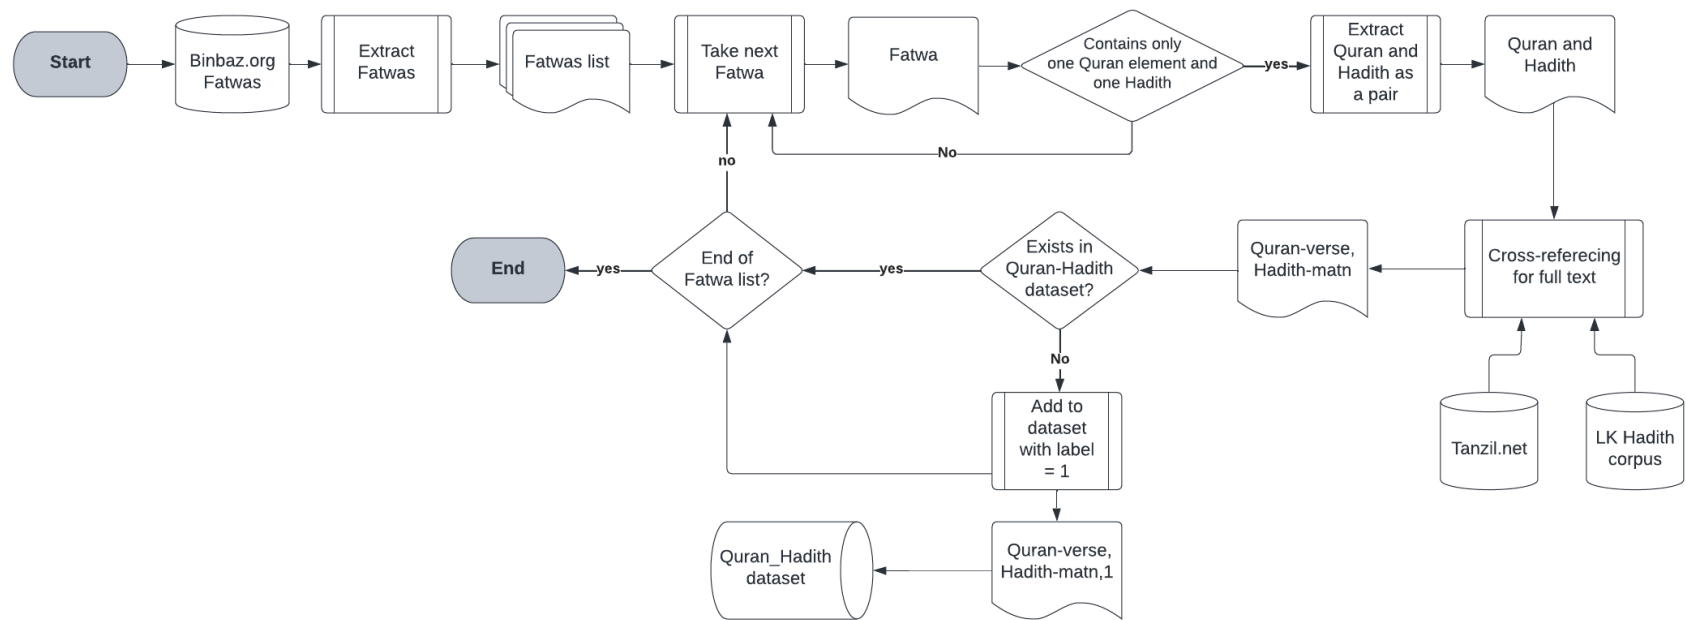 Start
Binbaz.org
Fatwas
Extract
Fatwas
Fatwas list
Take next
Fatwa
Fatwa
Contains only
one Quran element and
one Hadith
yes
Extract
Quran and
Hadith as
a pair
Quran and
Hadith
No
no
End
yes
End of
Fatwa list?
yes
Exists in
Quran-Hadith
dataset?
Quran-verse,
Hadith-matn
Cross-referecing
for full text
No
Add to
dataset
with label
= 1
Tanzil.net
LK Hadith
corpus
Quran_Hadith
dataset
Quran-verse,
Hadith-matn,1